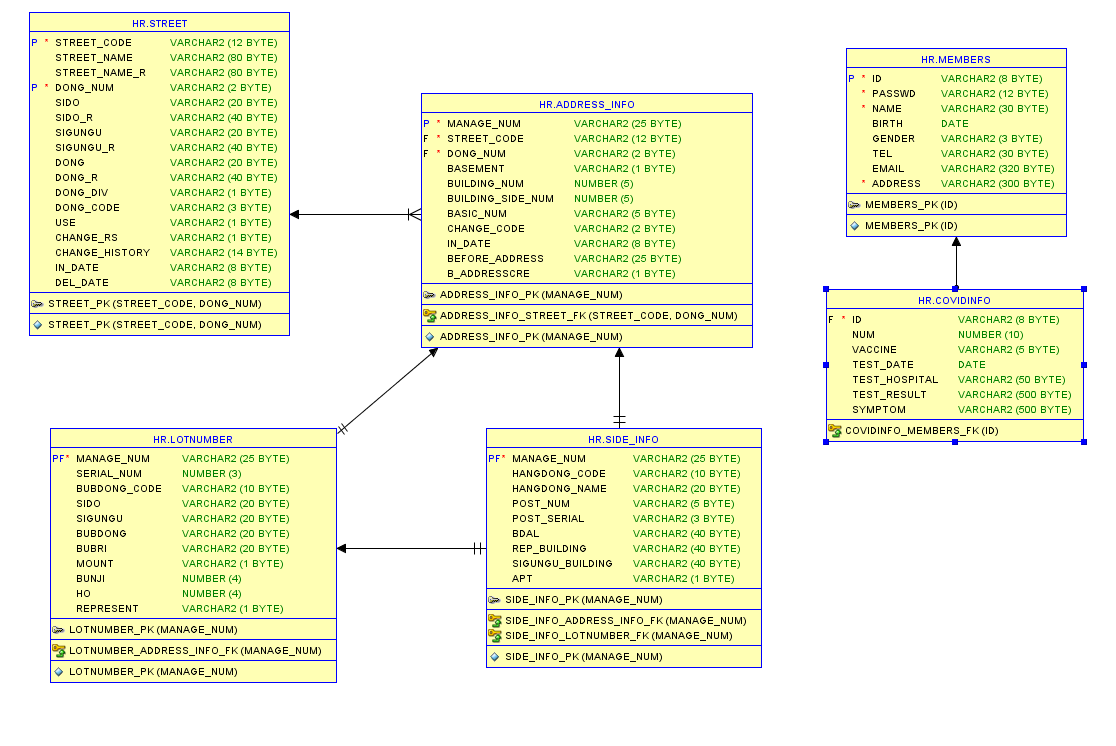 HR.STREET
P * STREET_CODE VARCHAR2 (12 BYTE)
STREET_NAME VARCHAR2 (80 BYTE)
STREET_NAME_R VARCHAR2 (80 BYTE)
P * DONG_NUM VARCHAR2 (2 BYTE)
SIDO VARCHAR2 (20 BYTE)
SIDO_R VARCHAR2 (40 BYTE)
SIGUNGU VARCHAR2 (20 BYTE)
SIGUNGU_R VARCHAR2 (40 BYTE)
DONG VARCHAR2 (20 BYTE)
DONG_R VARCHAR2 (40 BYTE)
DONG_DIV VARCHAR2 (1 BYTE)
DONG_CODE VARCHAR2 (3 BYTE)
USE VARCHAR2 (1 BYTE)
CHANGE_RS VARCHAR2 (1 BYTE)
CHANGE_HISTORY VARCHAR2 (14 BYTE)
IN_DATE VARCHAR2 (8 BYTE)
DEL_DATE VARCHAR2 (8 BYTE)
STREET_PK (STREET_CODE, DONG_NUM)
STREET_PK (STREET_CODE, DONG_NUM)
HR.ADDRESS_INFO
P * MANAGE_NUM VARCHAR2 (25 BYTE)
F * STREET_CODE VARCHAR2 (12 BYTE)
F * DONG_NUM VARCHAR2 (2 BYTE)
BASEMENT VARCHAR2 (1 BYTE)
BUILDING_NUM NUMBER (5)
BUILDING_SIDE_NUM NUMBER (5)
BASIC_NUM VARCHAR2 (5 BYTE)
CHANGE_CODE VARCHAR2 (2 BYTE)
IN_DATE VARCHAR2 (8 BYTE)
BEFORE_ADDRESS VARCHAR2 (25 BYTE)
B_ADDRESSCRE VARCHAR2 (1 BYTE)
ADDRESS_INFO_PK (MANAGE_NUM)
ADDRESS_INFO_STREET_FK (STREET_CODE, DONG_NUM)
ADDRESS_INFO_PK (MANAGE_NUM)
HR.MEMBERS
P * ID VARCHAR2 (8 BYTE)
* PASSWD VARCHAR2 (12 BYTE)
* NAME VARCHAR2 (30 BYTE)
BIRTH DATE
GENDER VARCHAR2 (3 BYTE)
TEL VARCHAR2 (30 BYTE)
EMAIL VARCHAR2 (320 BYTE)
* ADDRESS VARCHAR2 (300 BYTE)
MEMBERS_PK (ID)
MEMBERS_PK (ID)
HR.COVIDINFO
F * ID VARCHAR2 (8 BYTE)
NUM NUMBER (10)
VACCINE VARCHAR2 (5 BYTE)
TEST_DATE DATE
TEST_HOSPITAL VARCHAR2 (50 BYTE)
TEST_RESULT VARCHAR2 (500 BYTE)
SYMPTOM VARCHAR2 (500 BYTE)
COVIDINFO_MEMBERS_FK (ID)
HR.LOTNUMBER
PF* MANAGE_NUM VARCHAR2 (25 BYTE)
SERIAL_NUM NUMBER (3)
BUBDONG_CODE VARCHAR2 (10 BYTE)
SIDO VARCHAR2 (20 BYTE)
SIGUNGU VARCHAR2 (20 BYTE)
BUBDONG VARCHAR2 (20 BYTE)
BUBRI VARCHAR2 (20 BYTE)
MOUNT VARCHAR2 (1 BYTE)
BUNJI NUMBER (4)
HO NUMBER (4)
REPRESENT VARCHAR2 (1 BYTE)
LOTNUMBER_PK (MANAGE_NUM)
LOTNUMBER_ADDRESS_INFO_FK (MANAGE_NUM)
LOTNUMBER_PK (MANAGE_NUM)
HR.SIDE_INFO
PF* MANAGE_NUM VARCHAR2 (25 BYTE)
HANGDONG_CODE VARCHAR2 (10 BYTE)
HANGDONG_NAME VARCHAR2 (20 BYTE)
POST_NUM VARCHAR2 (5 BYTE)
POST_SERIAL VARCHAR2 (3 BYTE)
BDAL VARCHAR2 (40 BYTE)
REP_BUILDING VARCHAR2 (40 BYTE)
SIGUNGU_BUILDING VARCHAR2 (40 BYTE)
APT VARCHAR2 (1 BYTE)
SIDE_INFO_PK (MANAGE_NUM)
SIDE_INFO_ADDRESS_INFO_FK (MANAGE_NUM)
SIDE_INFO_LOTNUMBER_FK (MANAGE_NUM)
SIDE_INFO_PK (MANAGE_NUM)